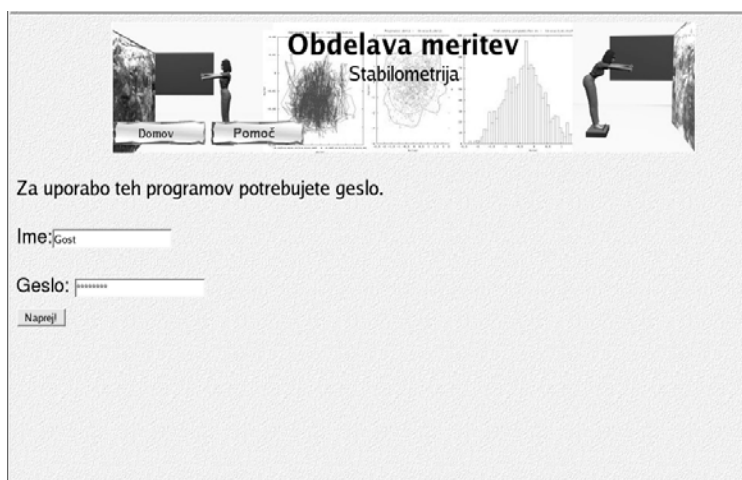 Obdelava meritev
Stabilometrija
Domov
Pomoč
Za uporabo teh programov potrebujete geslo.
Ime:Gost
Geslo: ********
Naprej!